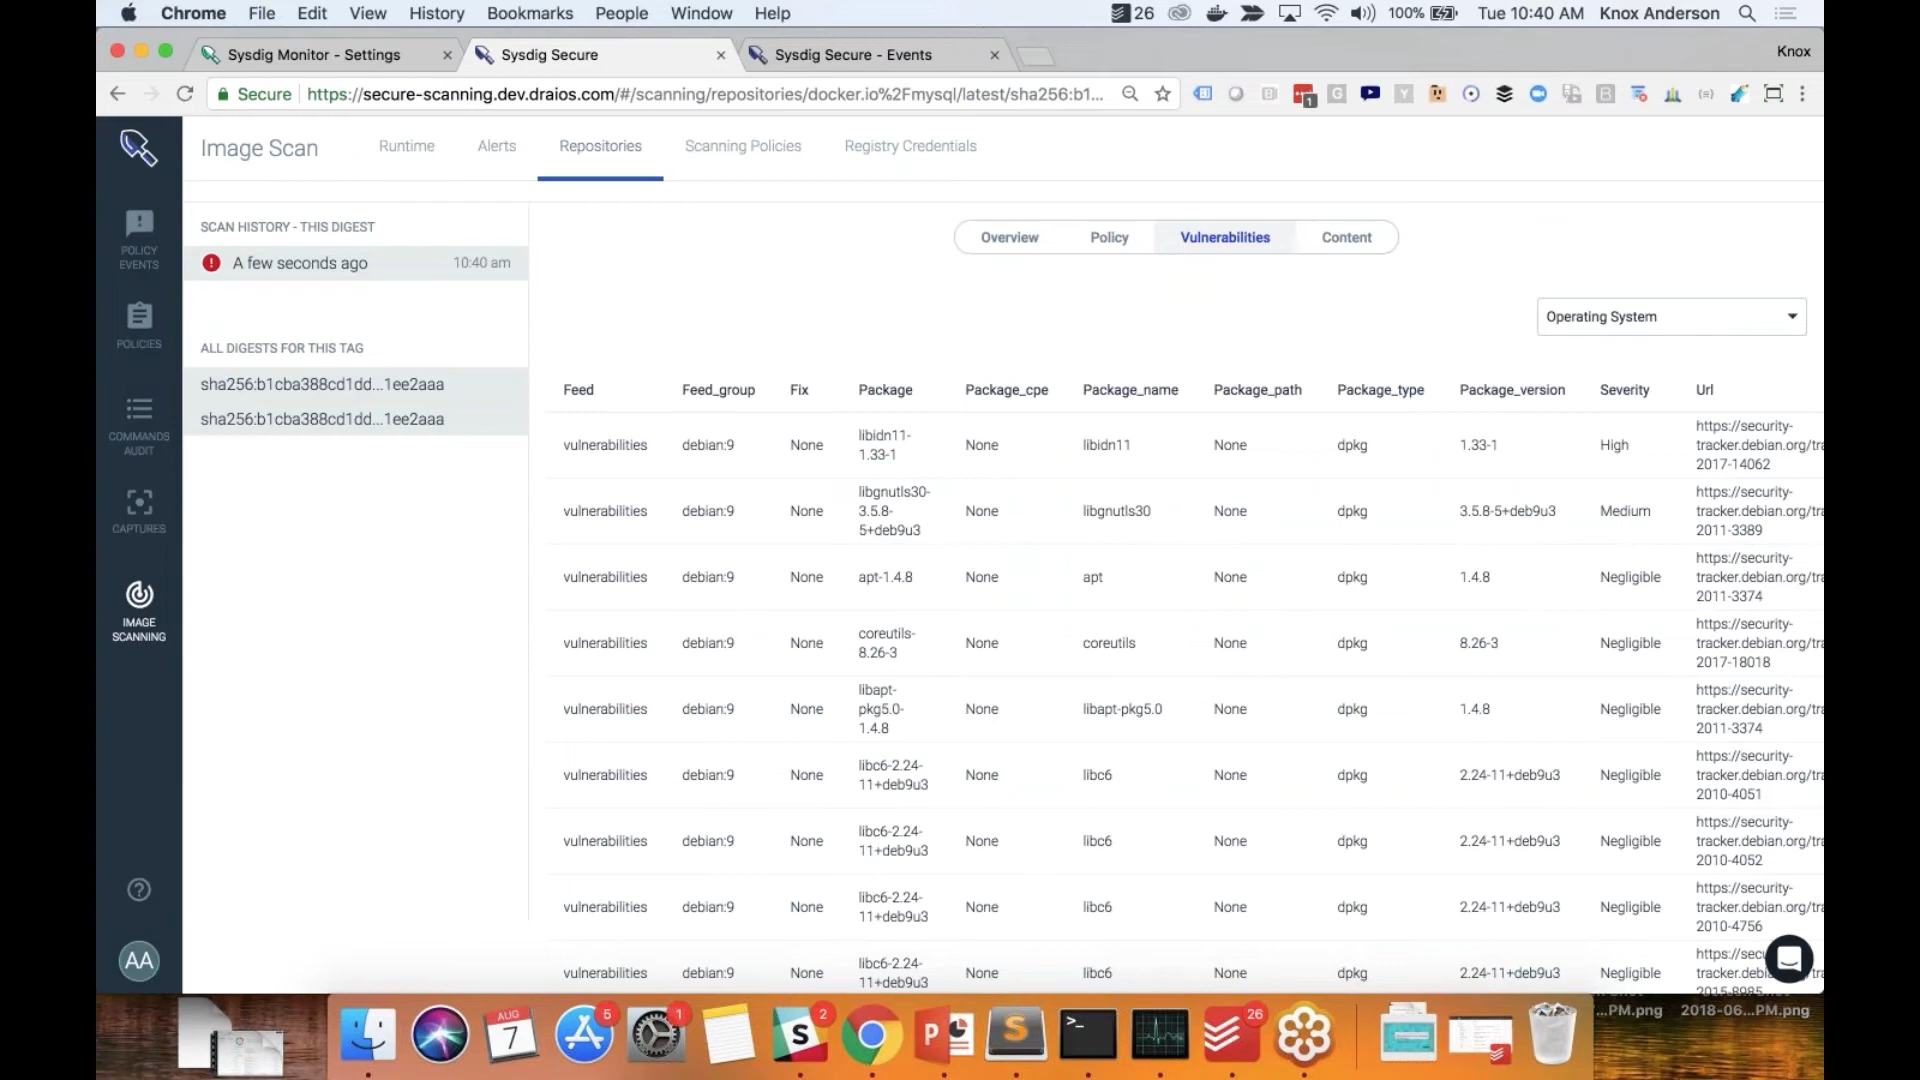 Chrome File Edit View History Bookmarks People Window Help 26 100% Tue 10:40 AM Knox Anderson
Sysdig Monitor - Settings Sysdig Secure Sysdig Secure - Events Knox
Secure https://secure-scanning.dev.draios.com/#/scanning/repositories/docker.io%2Fmysql/latest/sha256:b1...
Image Scan Runtime Alerts Repositories Scanning Policies Registry Credentials
POLICY
EVENTS
POLICIES
COMMANDS
AUDIT
CAPTURES
IMAGE
SCANNING
AA
SCAN HISTORY - THIS DIGEST
A few seconds ago 10:40 am
ALL DIGESTS FOR THIS TAG
sha256:b1cba388cd1dd...1ee2aaa
sha256:b1cba388cd1dd...1ee2aaa
Overview Policy Vulnerabilities Content
Operating System
Feed Feed_group Fix Package Package_cpe Package_name Package_path Package_type Package_version Severity Url
vulnerabilities debian:9 None libidn11-1.33-1 None libidn11 None dpkg 1.33-1 High https://security-tracker.debian.org/tra 2017-14062
vulnerabilities debian:9 None libgnutls30-3.5.8-5+deb9u3 None libgnutls30 None dpkg 3.5.8-5+deb9u3 Medium https://security-tracker.debian.org/tra 2011-3389
vulnerabilities debian:9 None apt-1.4.8 None apt None dpkg 1.4.8 Negligible https://security-tracker.debian.org/tra 2011-3374
vulnerabilities debian:9 None coreutils-8.26-3 None coreutils None dpkg 8.26-3 Negligible https://security-tracker.debian.org/tra 2017-18018
vulnerabilities debian:9 None libapt-pkg5.0-1.4.8 None libapt-pkg5.0 None dpkg 1.4.8 Negligible https://security-tracker.debian.org/tra 2011-3374
vulnerabilities debian:9 None libc6-2.24-11+deb9u3 None libc6 None dpkg 2.24-11+deb9u3 Negligible https://security-tracker.debian.org/tra 2010-4051
vulnerabilities debian:9 None libc6-2.24-11+deb9u3 None libc6 None dpkg 2.24-11+deb9u3 Negligible https://security-tracker.debian.org/tra 2010-4052
vulnerabilities debian:9 None libc6-2.24-11+deb9u3 None libc6 None dpkg 2.24-11+deb9u3 Negligible https://security-tracker.debian.org/tra 2010-4756
vulnerabilities debian:9 None libc6-2.24-11+deb9u3 None libc6 None dpkg 2.24-11+deb9u3 Negligible
AUG
7
5
1
2
26
...PM.png 2018-06...PM.png